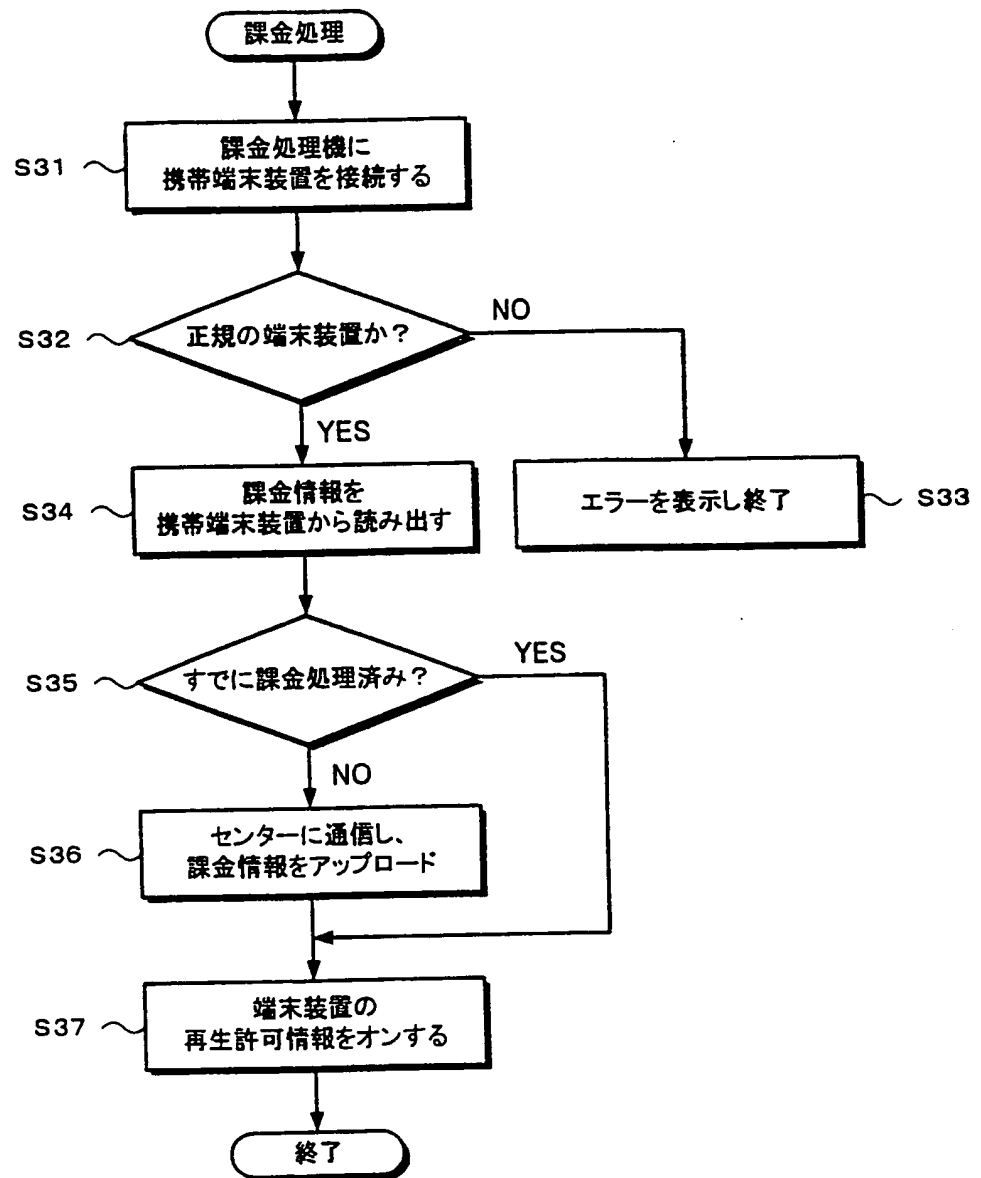 課金処理
S31
課金処理機に
携帯端末装置を接続する
S32
正規の端末装置か？
NO
YES
S34
課金情報を
携帯端末装置から読み出す
エラーを表示し終了
S33
S35
すでに課金処理済み？
YES
NO
S36
センターに通信し、
課金情報をアップロード
S37
端末装置の
再生許可情報をオンする
終了